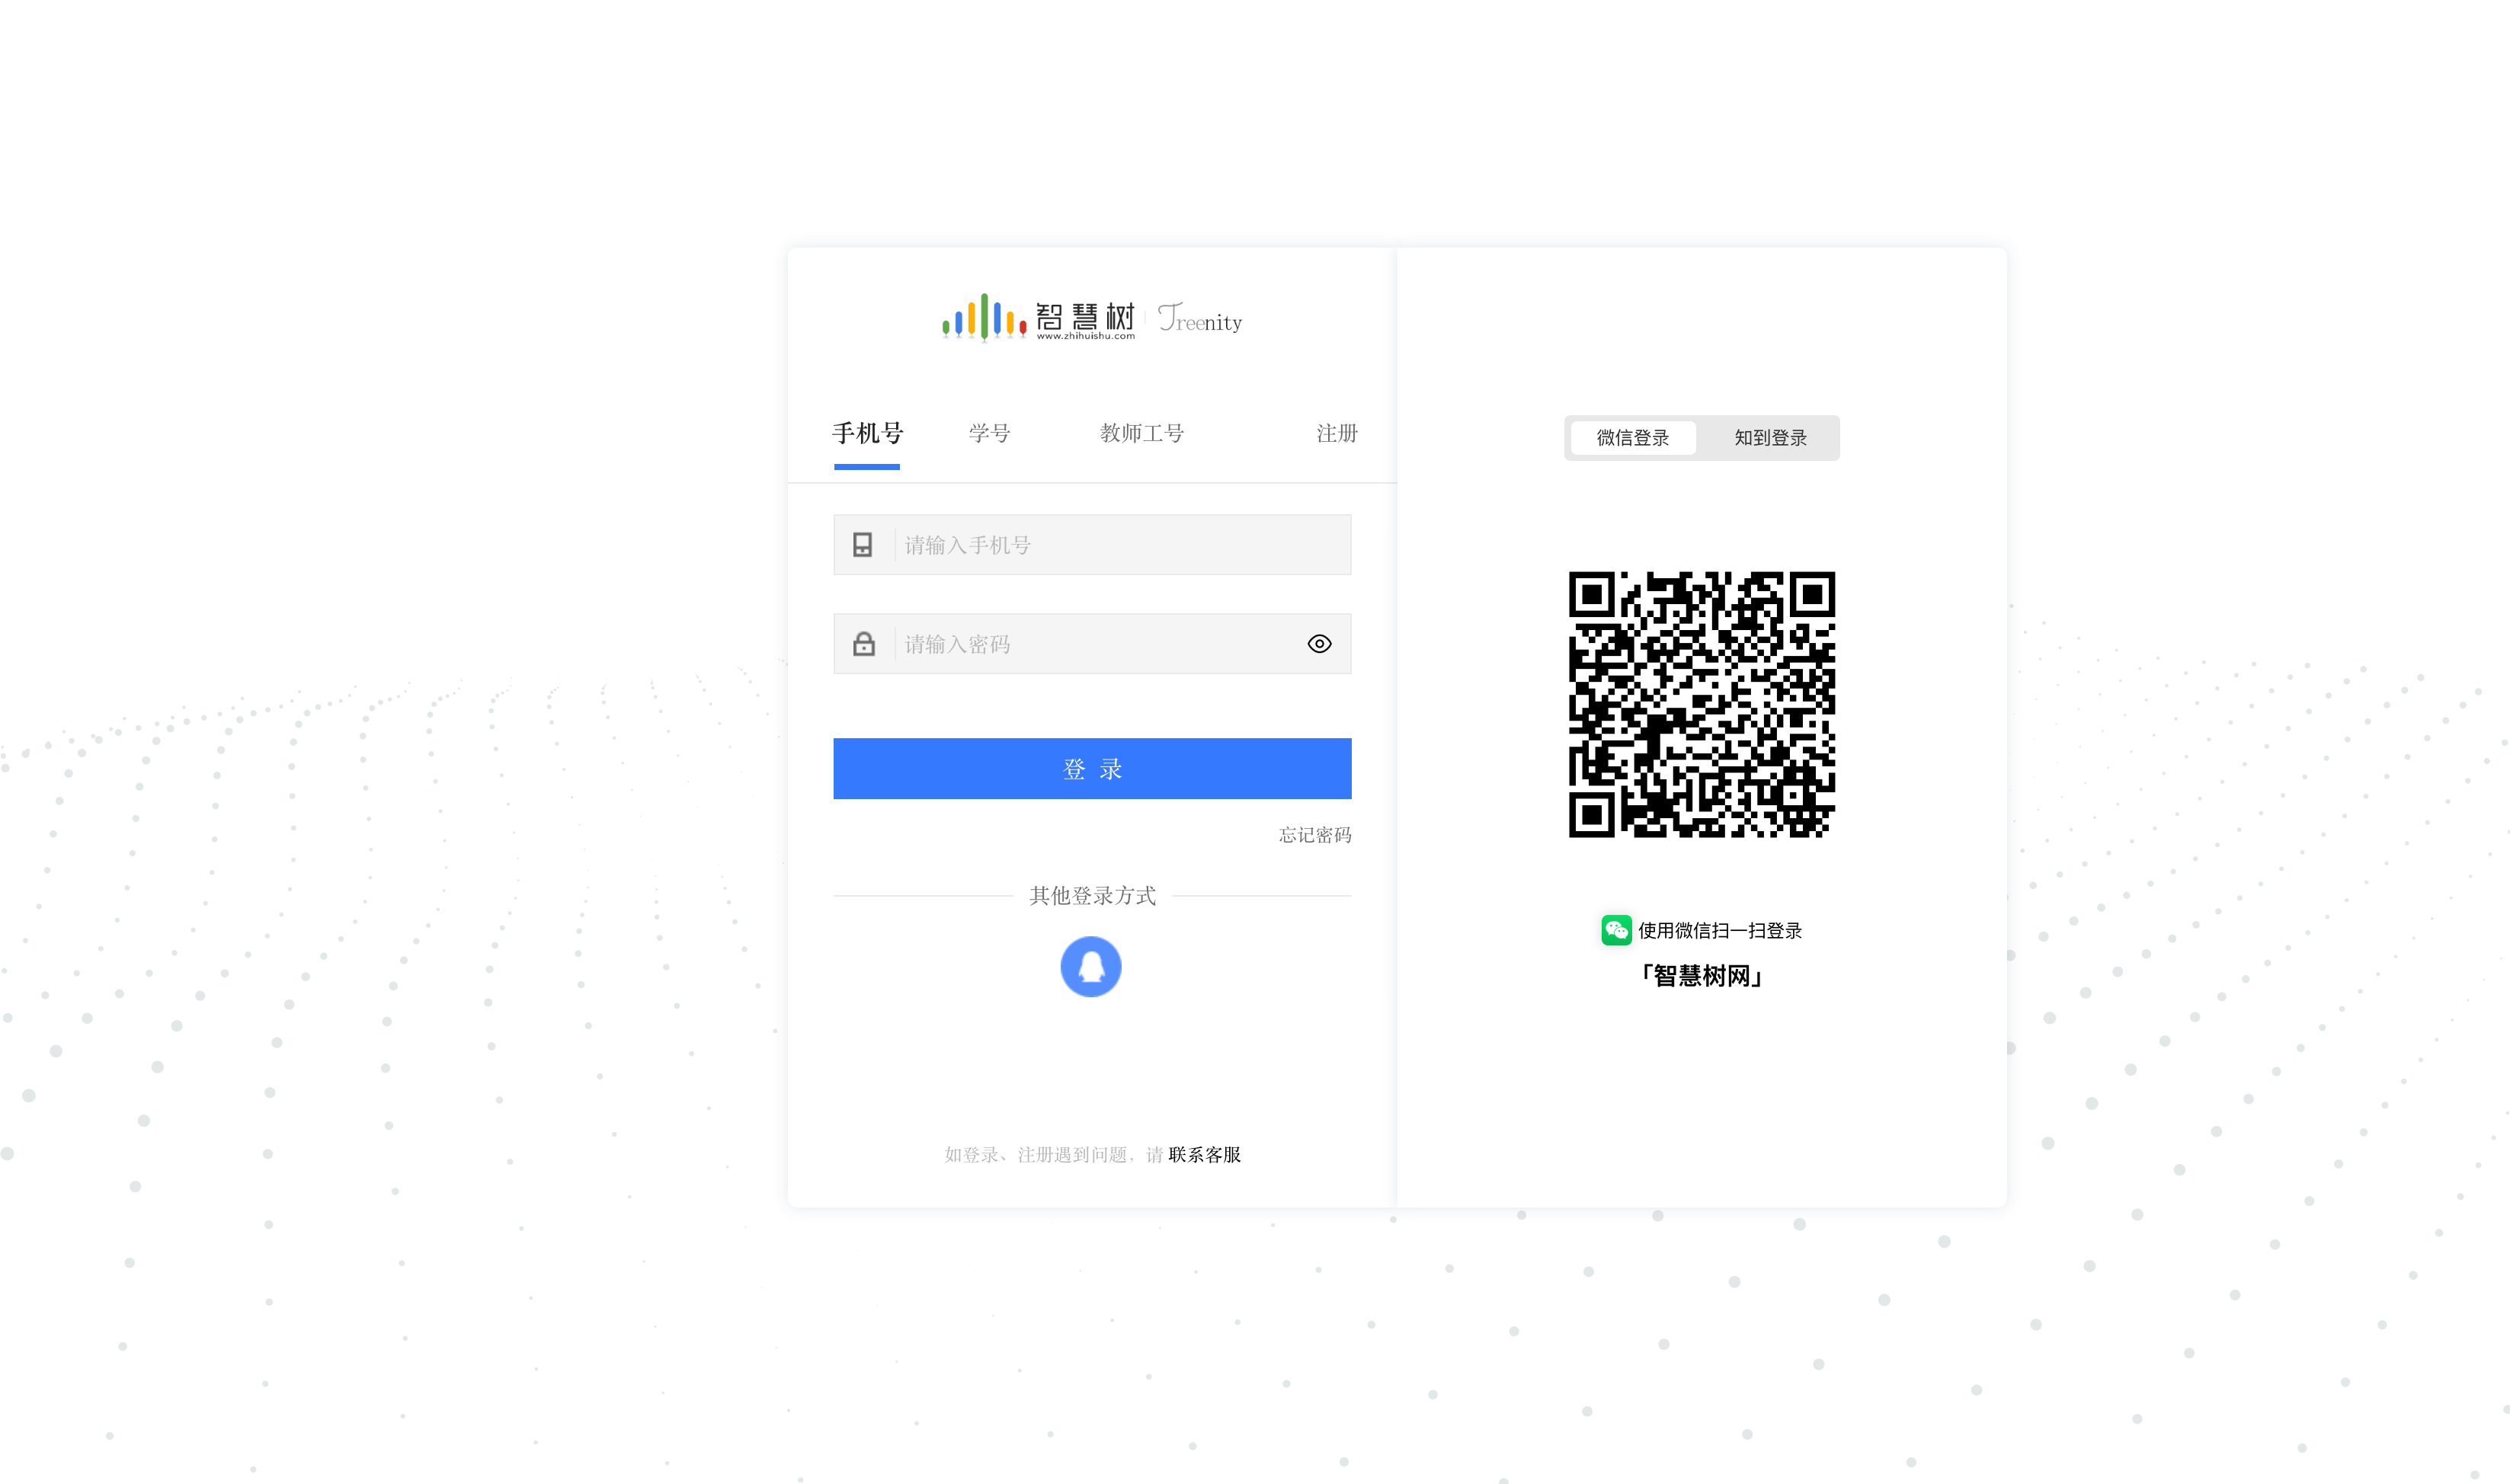 智慧树
www.zhihuishu.com
Treenity
手机号 学号 教师工号 注册
请输入手机号
请输入密码
登 录
忘记密码
其他登录方式
如登录、注册遇到问题，请 联系客服
微信登录 知到登录
使用微信扫一扫登录
「智慧树网」